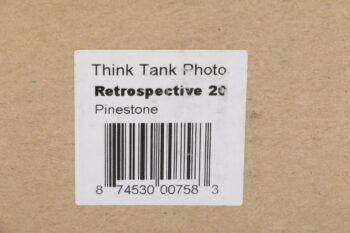 Think Tank Photo
Retrospective 20
Pinestone
8 74530 00758 3